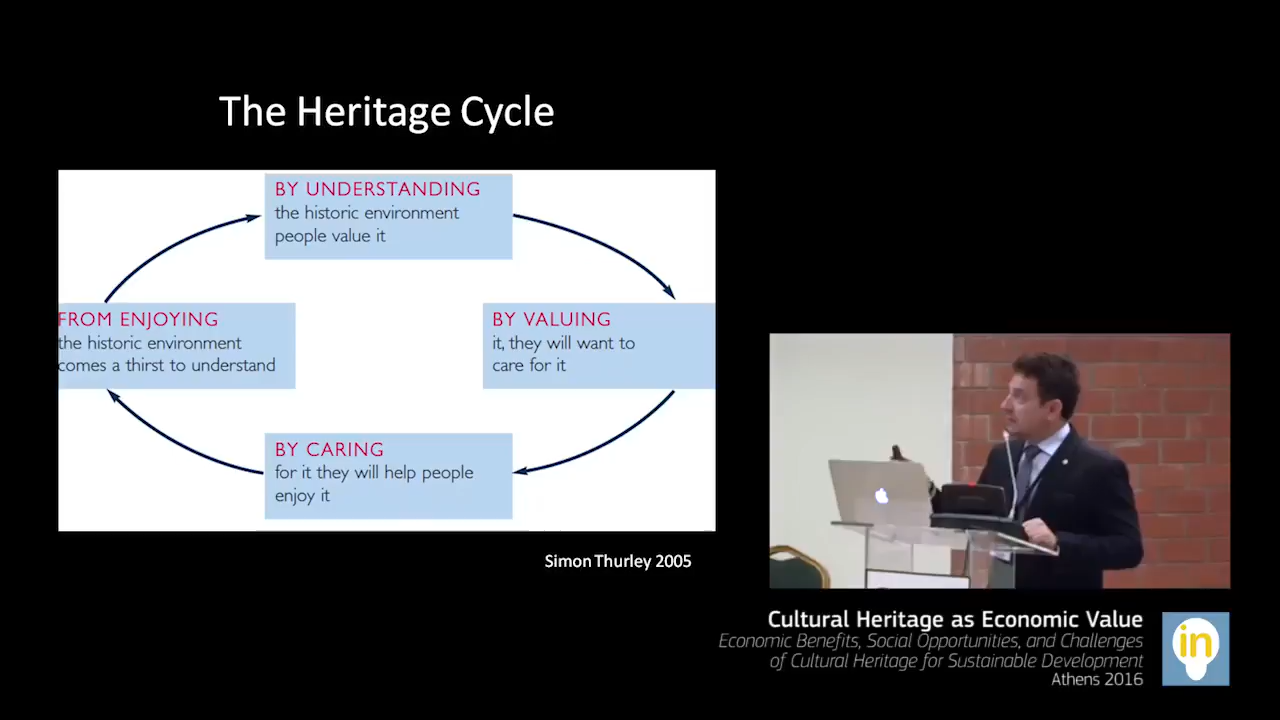 The Heritage Cycle
BY UNDERSTANDING
the historic environment
people value it
FROM ENJOYING
the historic environment
comes a thirst to understand
BY VALUING
it, they will want to
care for it
BY CARING
for it they will help people
enjoy it
Simon Thurley 2005
Cultural Heritage as Economic Value
Economic Benefits, Social Opportunities, and Challenges
of Cultural Heritage for Sustainable Development
Athens 2016
in